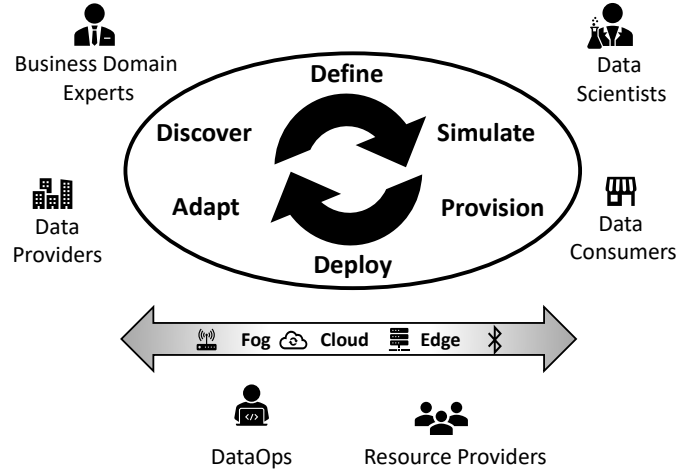 Business Domain
Experts
Define
Data
Scientists
Discover
Simulate
Data
Providers
Adapt
Provision
Data
Consumers
Deploy
Fog
Cloud
Edge
DataOps
Resource Providers